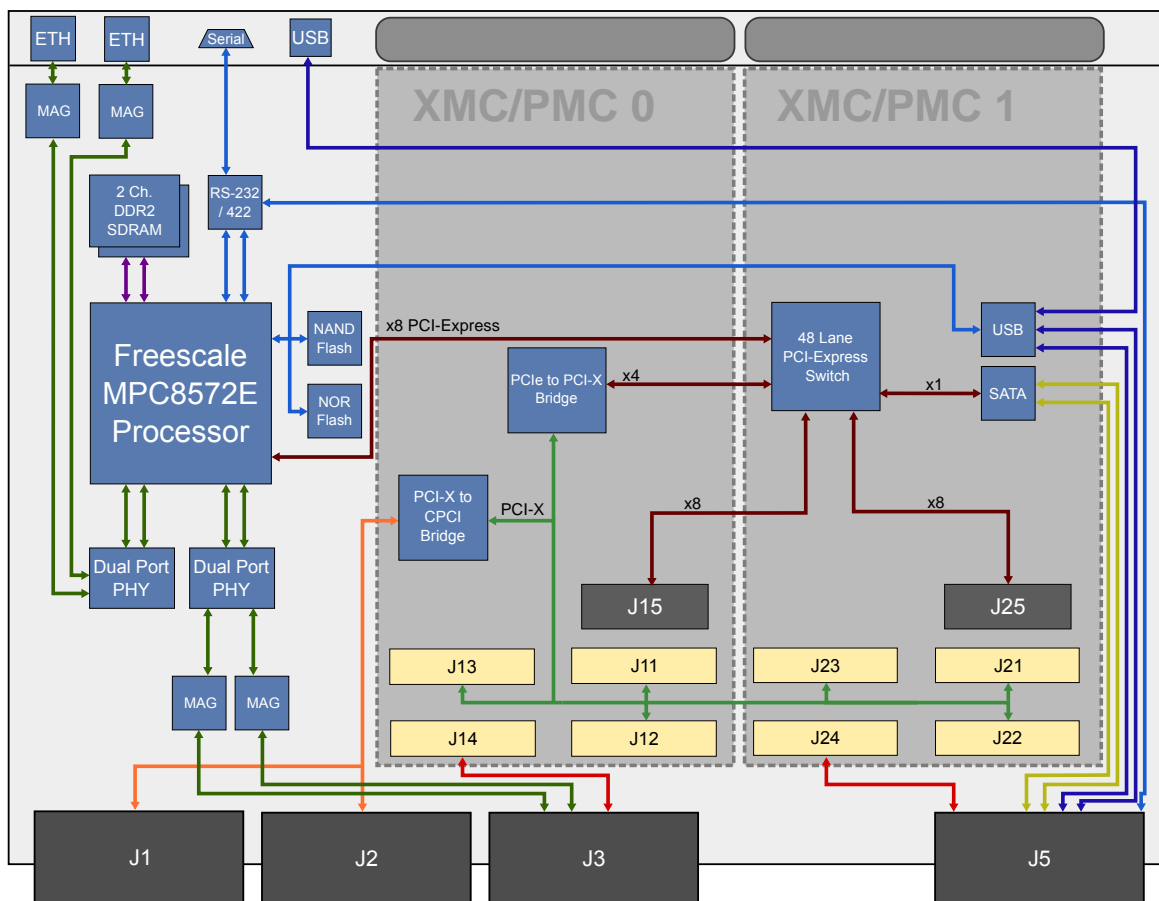 ETH
ETH
Serial
USB
MAG
MAG
XMC/PMC 0
XMC/PMC 1
2 Ch.
DDR2
SDRAM
RS-232
/ 422
Freescale
MPC8572E
Processor
NAND
Flash
NOR
Flash
x8 PCI-Express
PCIe to PCI-X
Bridge
x4
48 Lane
PCI-Express
Switch
USB
x1
SATA
PCI-X to
CPCI
Bridge
PCI-X
x8
x8
Dual Port
PHY
Dual Port
PHY
J15
J25
J13
J11
J23
J21
MAG
MAG
J14
J12
J24
J22
J1
J2
J3
J5